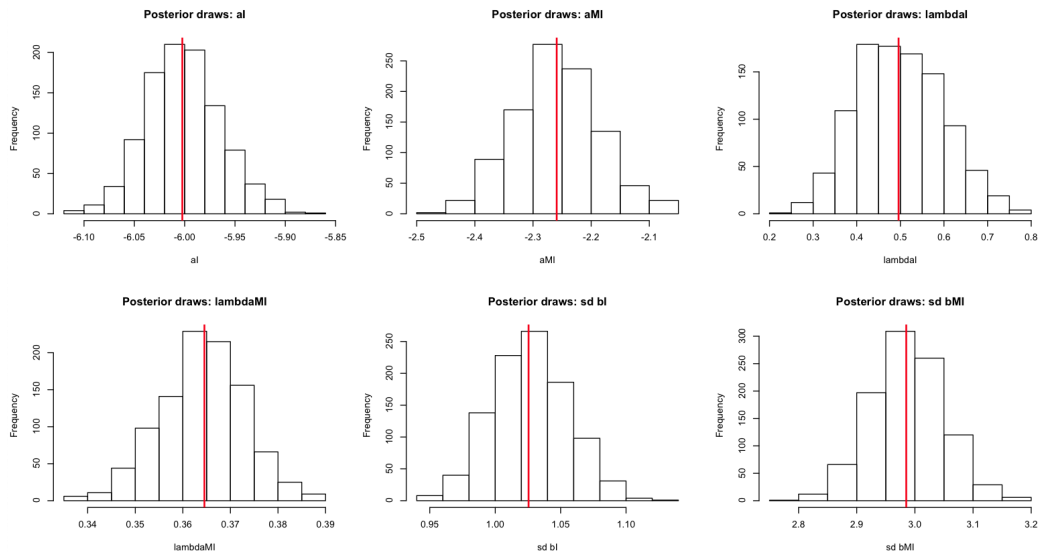 Posterior draws: aI
Frequency
0 50 100 150 200
-6.10 -6.05 -6.00 -5.95 -5.90 -5.85
aI
Posterior draws: aMI
Frequency
0 50 100 150 200 250
-2.5 -2.4 -2.3 -2.2 -2.1
aMI
Posterior draws: lambdaI
Frequency
0 50 100 150
0.2 0.3 0.4 0.5 0.6 0.7 0.8
lambdaI
Posterior draws: lambdaMI
Frequency
0 50 100 150 200
0.34 0.35 0.36 0.37 0.38 0.39
lambdaMI
Posterior draws: sd bI
Frequency
0 50 100 150 200 250
0.95 1.00 1.05 1.10
sd bI
Posterior draws: sd bMI
Frequency
0 50 100 150 200 250 300
2.8 2.9 3.0 3.1 3.2
sd bMI